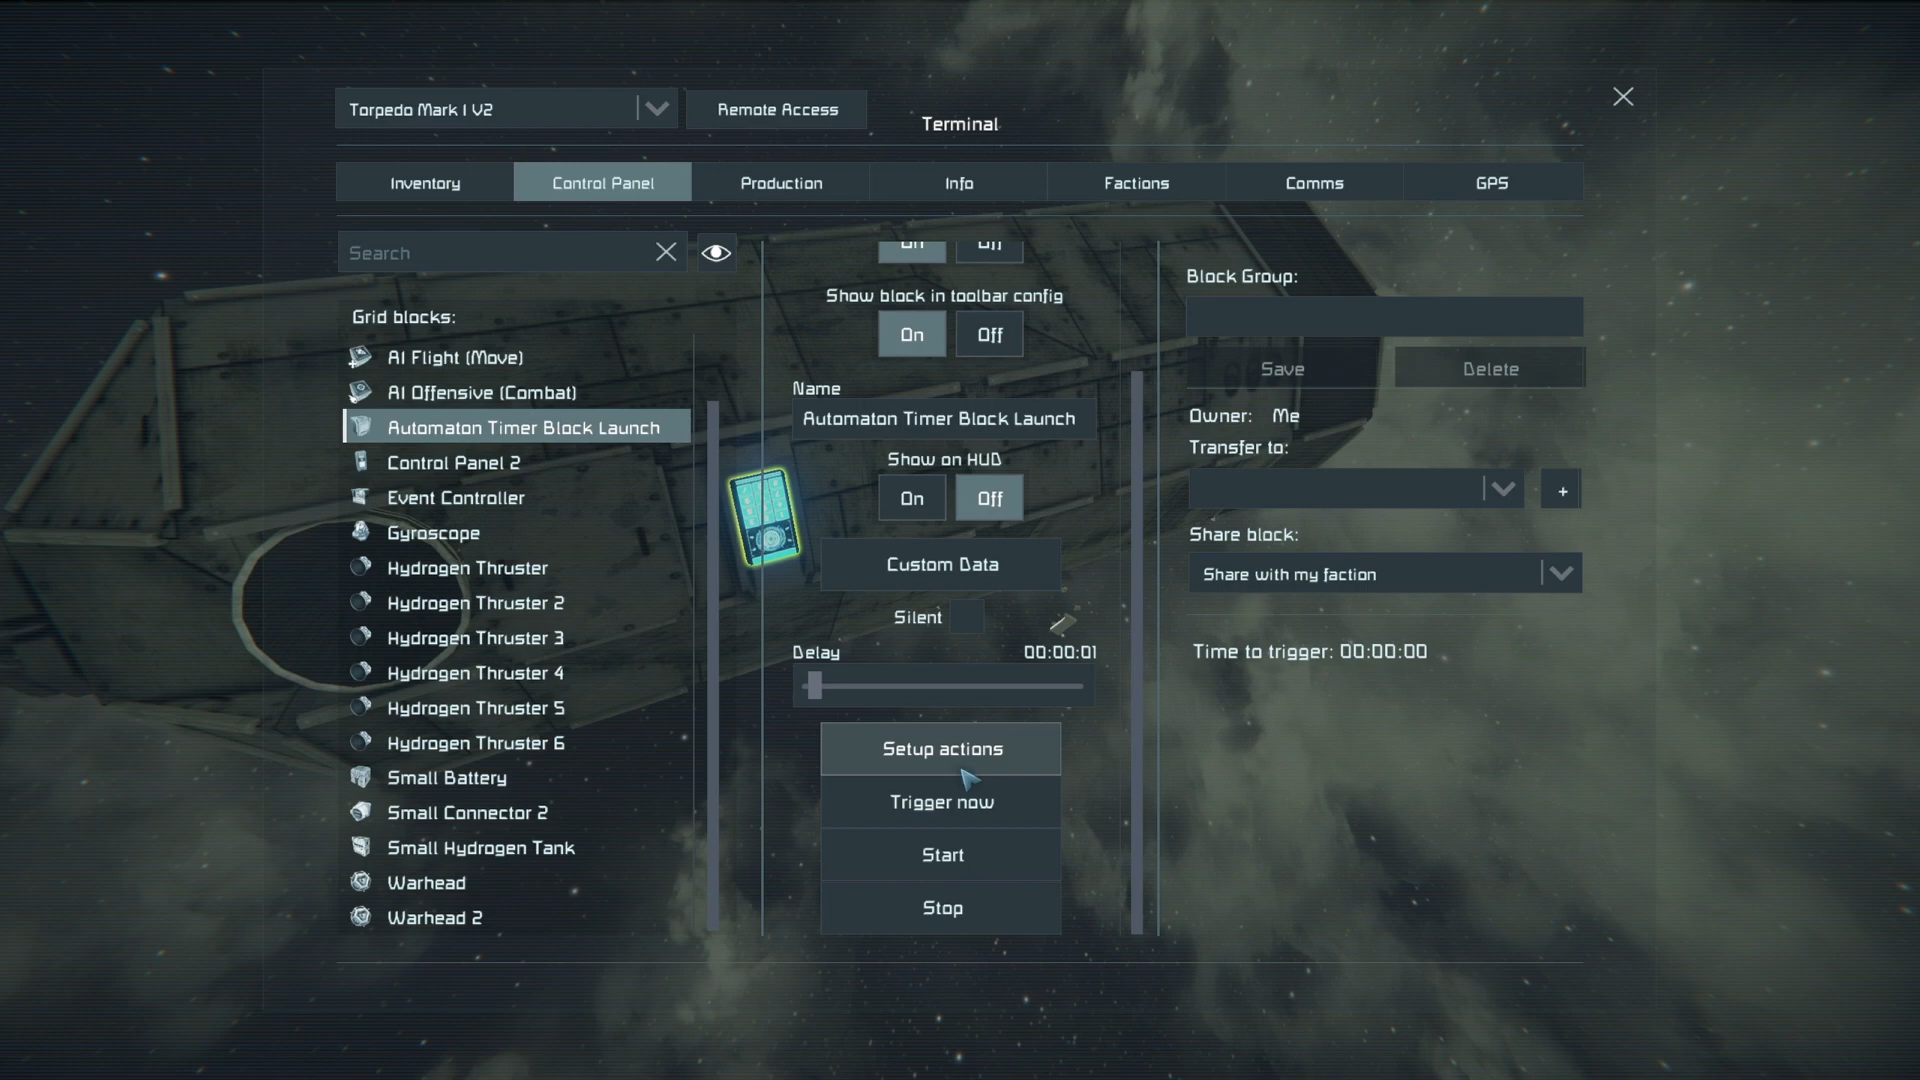 Torpedo Mark I V2
Remote Access
Terminal
Inventory
Control Panel
Production
Info
Factions
Comms
GPS
Search
Grid blocks:
AI Flight (Move)
AI Offensive (Combat)
Automaton Timer Block Launch
Control Panel 2
Event Controller
Gyroscope
Hydrogen Thruster
Hydrogen Thruster 2
Hydrogen Thruster 3
Hydrogen Thruster 4
Hydrogen Thruster 5
Hydrogen Thruster 6
Small Battery
Small Connector 2
Small Hydrogen Tank
Warhead
Warhead 2
On Off
Show block in toolbar config
On Off
Name
Automaton Timer Block Launch
Show on HUD
On Off
Custom Data
Silent
Delay 00:00:01
Setup actions
Trigger now
Start
Stop
Block Group:
Save Delete
Owner: Me
Transfer to:
+
Share block:
Share with my faction
Time to trigger: 00:00:00